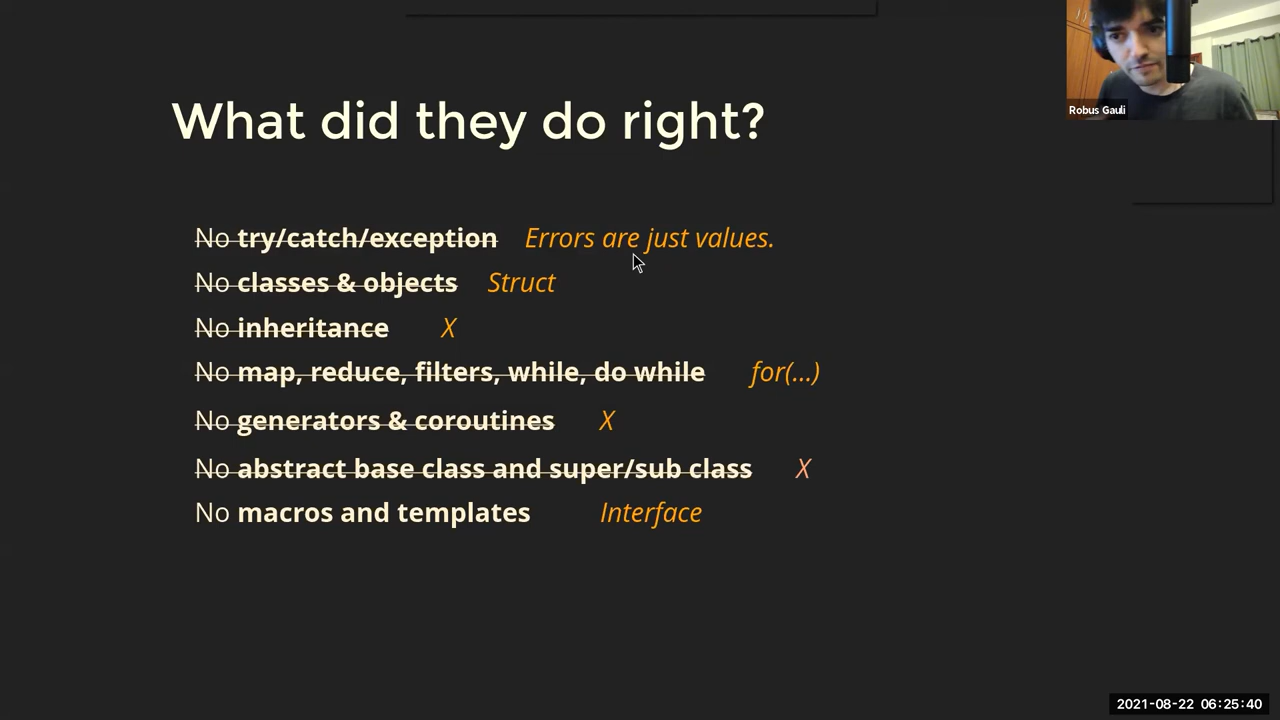 What did they do right?
Robus Gauli
No try/catch/exception Errors are just values.
No classes & objects Struct
No inheritance X
No map, reduce, filters, while, do while for(...)
No generators & coroutines X
No abstract base class and super/sub class X
No macros and templates Interface
2021-08-22 06:25:40